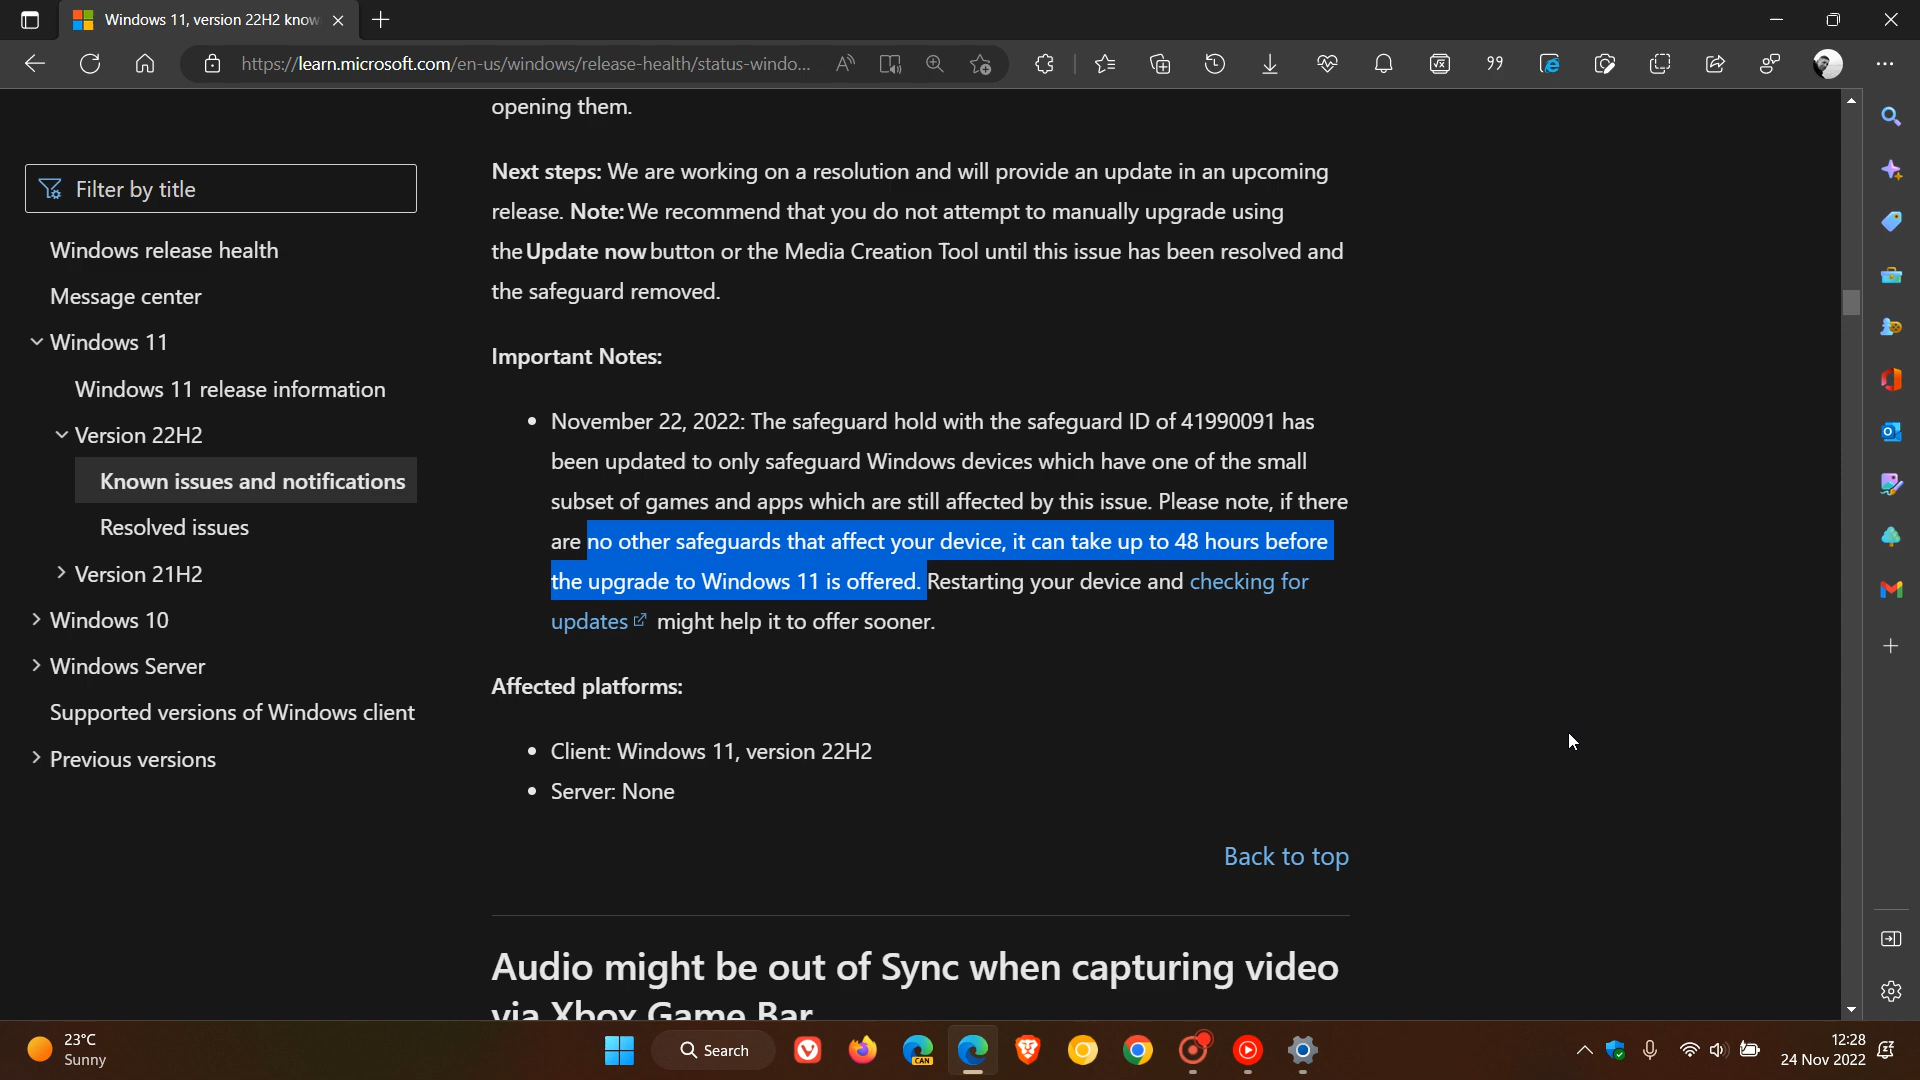 Windows 11, version 22H2 know
https://learn.microsoft.com/en-us/windows/release-health/status-windo...
Filter by title
Windows release health
Message center
Windows 11
Windows 11 release information
Version 22H2
Known issues and notifications
Resolved issues
Version 21H2
Windows 10
Windows Server
Supported versions of Windows client
Previous versions
opening them.
Next steps: We are working on a resolution and will provide an update in an upcoming
release. Note: We recommend that you do not attempt to manually upgrade using
the Update now button or the Media Creation Tool until this issue has been resolved and
the safeguard removed.
Important Notes:
• November 22, 2022: The safeguard hold with the safeguard ID of 41990091 has
been updated to only safeguard Windows devices which have one of the small
subset of games and apps which are still affected by this issue. Please note, if there
are no other safeguards that affect your device, it can take up to 48 hours before
the upgrade to Windows 11 is offered. Restarting your device and checking for
updates might help it to offer sooner.
Affected platforms:
• Client: Windows 11, version 22H2
• Server: None
Back to top
Audio might be out of Sync when capturing video
via Xbox Game Bar
23°C
Sunny
Search
CAN
12:28
24 Nov 2022